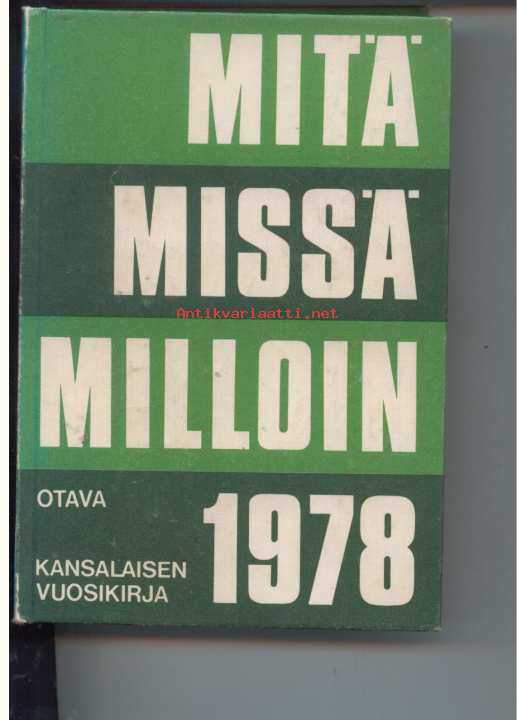 MITÄ
MISSÄ
Antikvariaatti.net
MILLOIN
OTAVA
1978
KANSALAISEN
VUOSIKIRJA